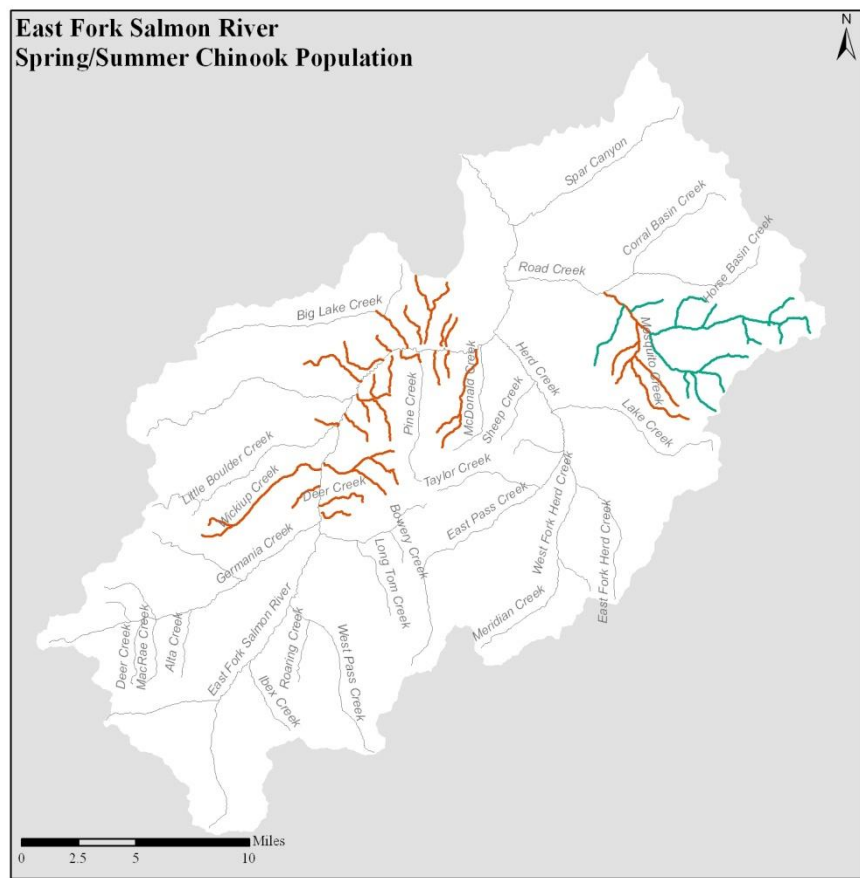 East Fork Salmon River
Spring/Summer Chinook Population
N
Spar Canyon
Corral Basin Creek
Horse Basin Creek
Road Creek
Big Lake Creek
Mosquito Creek
Herd Creek
McDonald Creek
Pine Creek
Sheep Creek
Lake Creek
Little Boulder Creek
Wickiup Creek
Deer Creek
Taylor Creek
Bowery Creek
East Pass Creek
West Fork Herd Creek
East Fork Herd Creek
Germania Creek
Long Tom Creek
Meridian Creek
East Fork Salmon River
Roaring Creek
West Pass Creek
Ibex Creek
Deer Creek
MacRae Creek
Alta Creek
Miles
0 2.5 5 10